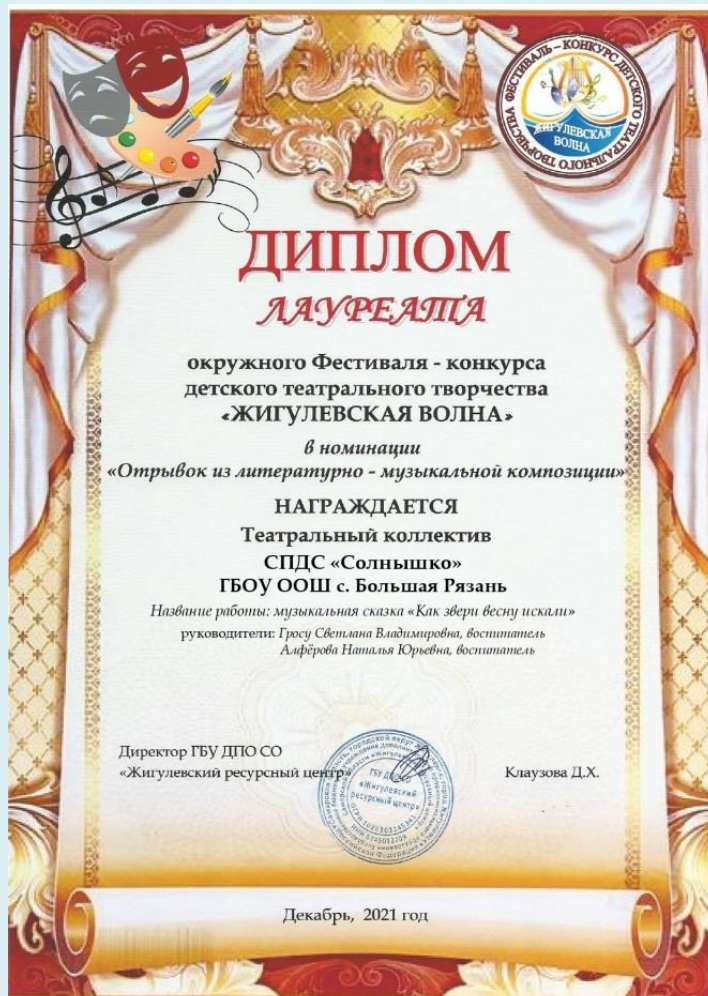 ФЕСТИВАЛЬ – КОНКУРС ДЕТСКОГО ТЕАТРАЛЬНОГО ТВОРЧЕСТВА
ЖИГУЛЕВСКАЯ
ВОЛНА
ДИПЛОМ
ЛАУРЕАТА
окружного Фестиваля - конкурса
детского театрального творчества
«ЖИГУЛЕВСКАЯ ВОЛНА»
в номинации
«Отрывок из литературно - музыкальной композиции»
НАГРАЖДАЕТСЯ
Театральный коллектив
СПДС «Солнышко»
ГБОУ ООШ с. Большая Рязань
Название работы: музыкальная сказка «Как звери весну искали»
руководители: Гросу Светлана Владимировна, воспитатель
Алфёрова Наталья Юрьевна, воспитатель
Директор ГБУ ДПО СО
«Жигулевский ресурсный центр»
Клаузова Д.Х.
«Жигулевский
ресурсный центр»
Декабрь, 2021 год